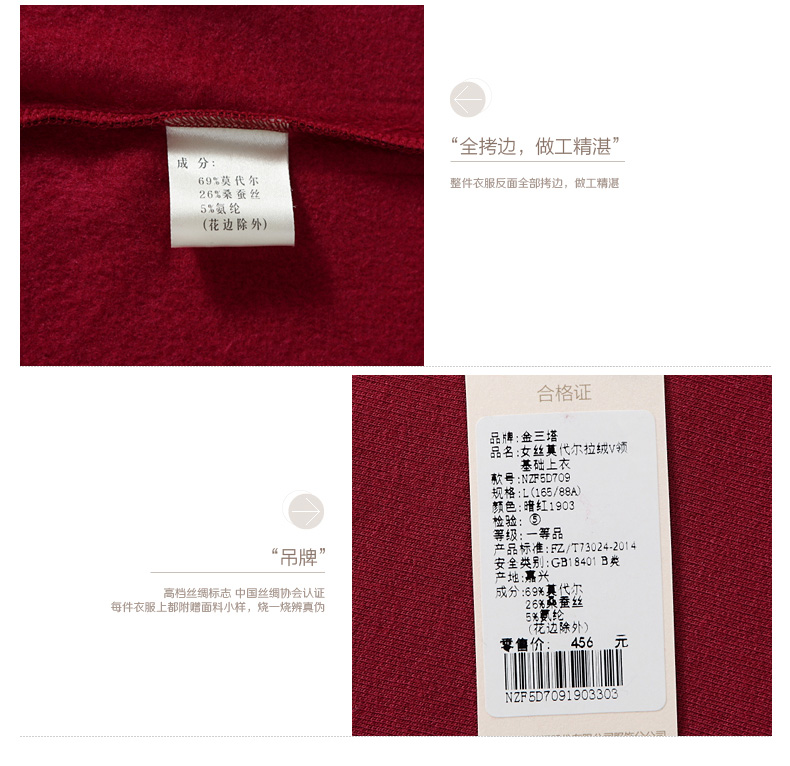 成 分:
69%莫代尔
26%桑蚕丝
5%氨纶
(花边除外)
“全拷边，做工精湛”
整件衣服反面全部拷边，做工精湛
“吊牌”
高档丝绸标志 中国丝绸协会认证
每件衣服上都附赠面料小样，烧一烧辨真伪
合格证
品牌:金三塔
品名:女丝莫代尔拉绒V领
基础上衣
款号:NZF5D709
规格:L(165/88A)
颜色:暗红1903
检验: ⑤
等级:一等品
产品标准:FZ/T73024-2014
安全类别:GB18401 B类
产地:嘉兴
成分:69%莫代尔
26%桑蚕丝
5%氨纶
(花边除外)
零售价: 456 元
NZF5D7091903303